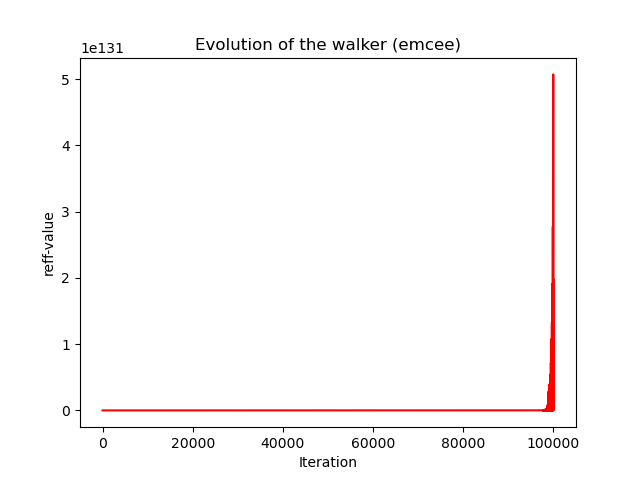 Evolution of the walker (emcee)
1e131
5
4
3
2
1
0
reff-value
0 20000 40000 60000 80000 100000
Iteration